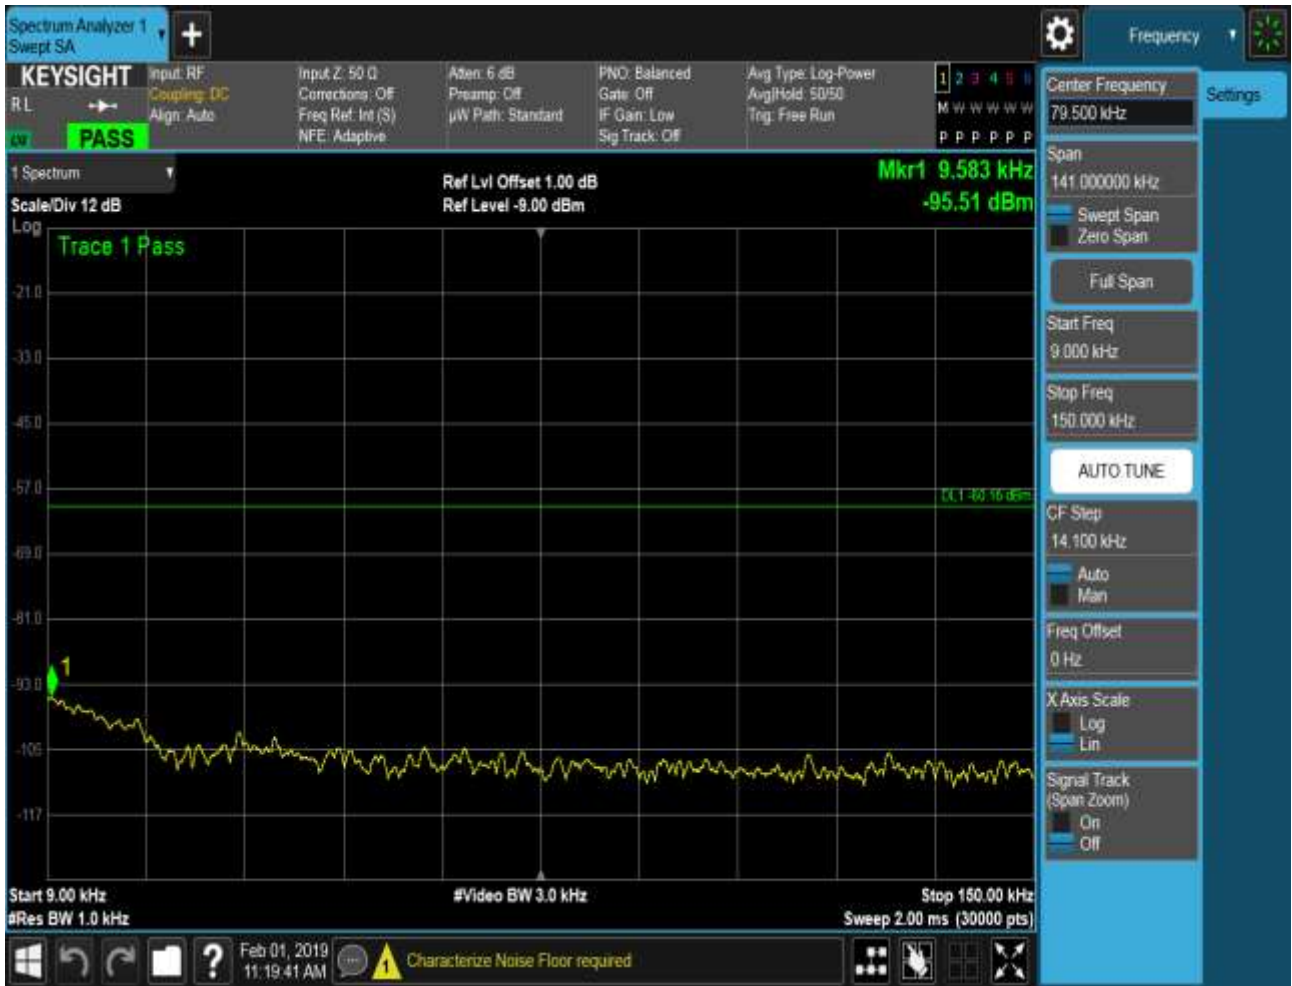 Spectrum Analyzer 1
Swept SA
+
Frequency
KEYSIGHT
RL
PASS
Input: RF
Coupling: DC
Align: Auto
Input Z: 50 Ω
Corrections: Off
Freq Ref: Int (S)
NFE: Adaptive
Atten: 6 dB
Preamp: Off
µW Path: Standard
PNO: Balanced
Gate: Off
IF Gain: Low
Sig Track: Off
Avg Type: Log-Power
Avg|Hold: 50/50
Trig: Free Run
1 2 3 4 5 6
M W W W W W
P P P P P P
1 Spectrum
Scale/Div 12 dB
Log
Ref Lvl Offset 1.00 dB
Ref Level -9.00 dBm
Mkr1 9.583 kHz
-95.51 dBm
Trace 1 Pass
-21.0
-33.0
-45.0
-57.0
DL1 -60.16 dBm
-69.0
-81.0
1
-93.0
-105
-117
Start 9.00 kHz
#Video BW 3.0 kHz
Stop 150.00 kHz
#Res BW 1.0 kHz
Sweep 2.00 ms (30000 pts)
?
Feb 01, 2019
11:19:41 AM
1
Characterize Noise Floor required
Center Frequency
79.500 kHz
Settings
Span
141.000000 kHz
Swept Span
Zero Span
Full Span
Start Freq
9.000 kHz
Stop Freq
150.000 kHz
AUTO TUNE
CF Step
14.100 kHz
Auto
Man
Freq Offset
0 Hz
X Axis Scale
Log
Lin
Signal Track
(Span Zoom)
On
Off